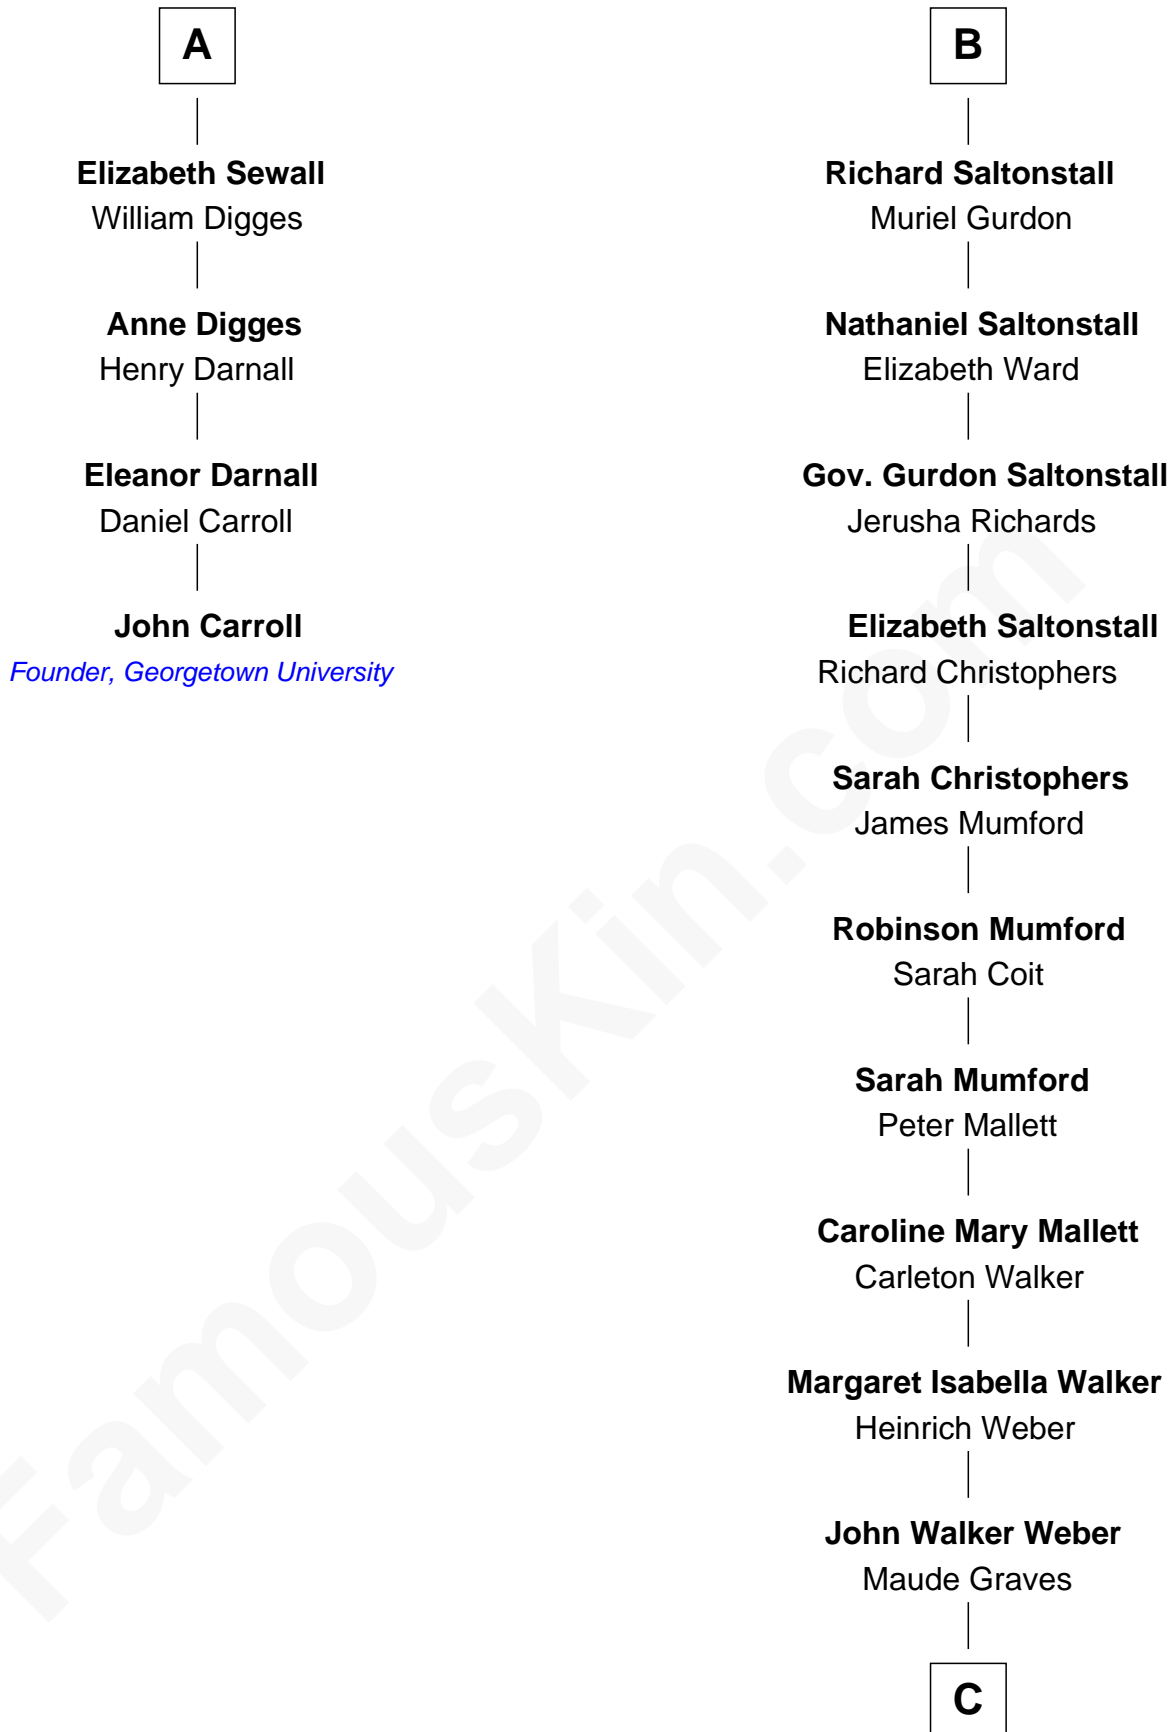 A
Elizabeth Sewall
William Digges
Anne Digges
Henry Darnall
Eleanor Darnall
Daniel Carroll
John Carroll
Founder, Georgetown University
B
Richard Saltonstall
Muriel Gurdon
Nathaniel Saltonstall
Elizabeth Ward
Gov. Gurdon Saltonstall
Jerusha Richards
Elizabeth Saltonstall
Richard Christophers
Sarah Christophers
James Mumford
Robinson Mumford
Sarah Coit
Sarah Mumford
Peter Mallett
Caroline Mary Mallett
Carleton Walker
Margaret Isabella Walker
Heinrich Weber
John Walker Weber
Maude Graves
C
FamousKin.com